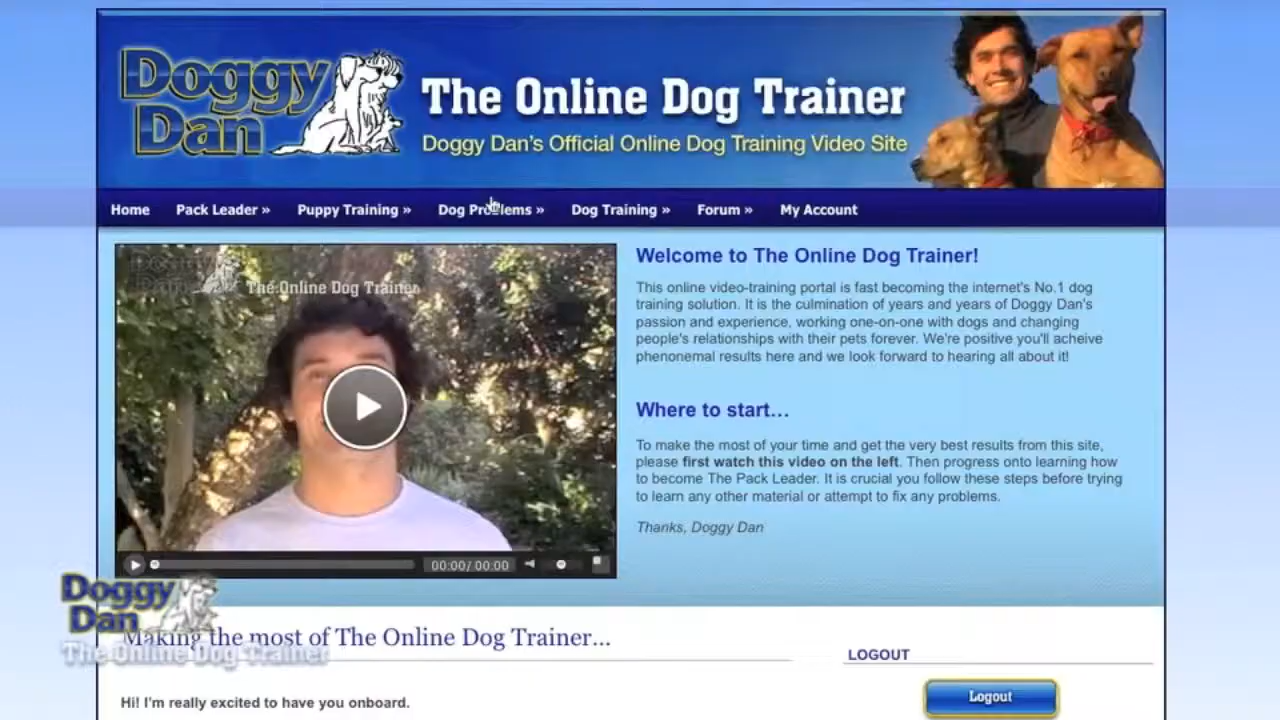 Doggy
Dan
The Online Dog Trainer
Doggy Dan's Official Online Dog Training Video Site
Home
Pack Leader »
Puppy Training »
Dog Problems »
Dog Training »
Forum »
My Account
Doggy
Dan
The Online Dog Trainer
00:00/ 00:00
Welcome to The Online Dog Trainer!
This online video-training portal is fast becoming the internet's No.1 dog
training solution. It is the culmination of years and years of Doggy Dan's
passion and experience, working one-on-one with dogs and changing
people's relationships with their pets forever. We're positive you'll acheive
phenonemal results here and we look forward to hearing all about it!
Where to start...
To make the most of your time and get the very best results from this site,
please first watch this video on the left. Then progress onto learning how
to become The Pack Leader. It is crucial you follow these steps before trying
to learn any other material or attempt to fix any problems.
Thanks, Doggy Dan
Doggy
Dan
The Online Dog Trainer
Making the most of The Online Dog Trainer...
Hi! I'm really excited to have you onboard.
LOGOUT
Logout